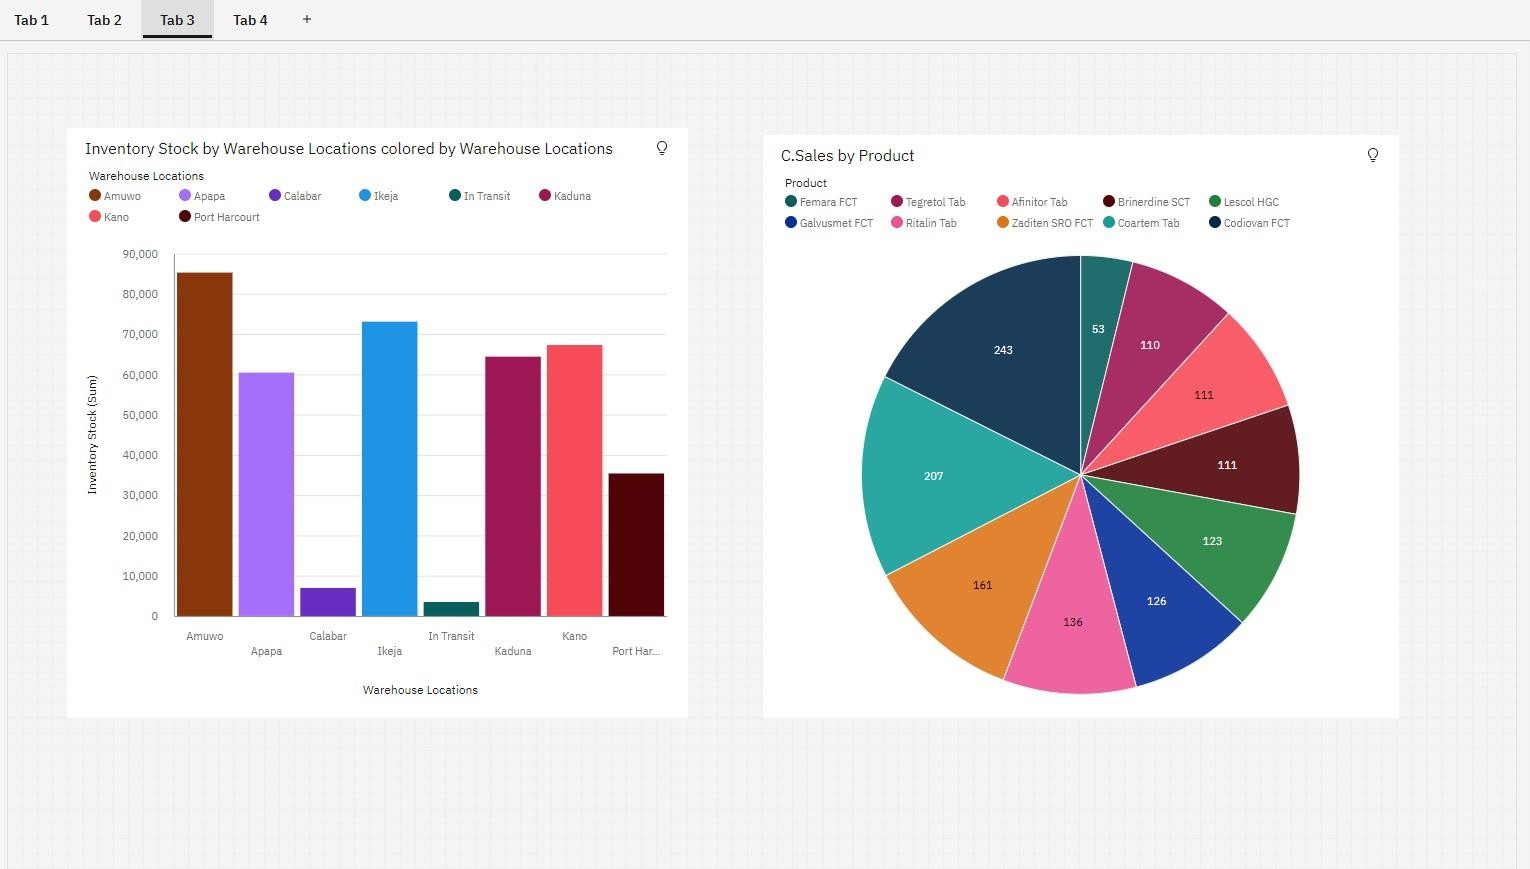 Tab 1 Tab 2 Tab 3 Tab 4 +
Inventory Stock by Warehouse Locations colored by Warehouse Locations
Warehouse Locations
Amuwo Apapa Calabar Ikeja In Transit Kaduna
Kano Port Harcourt
90,000
80,000
70,000
60,000
50,000
40,000
30,000
20,000
10,000
0
Inventory Stock (Sum)
Amuwo Calabar In Transit Kano
Apapa Ikeja Kaduna Port Har...
Warehouse Locations
C.Sales by Product
Product
Femara FCT Tegretol Tab Afinitor Tab Brinerdine SCT Lescol HGC
Galvusmet FCT Ritalin Tab Zaditen SRO FCT Coartem Tab Codiovan FCT
53
110
111
111
123
126
136
161
207
243